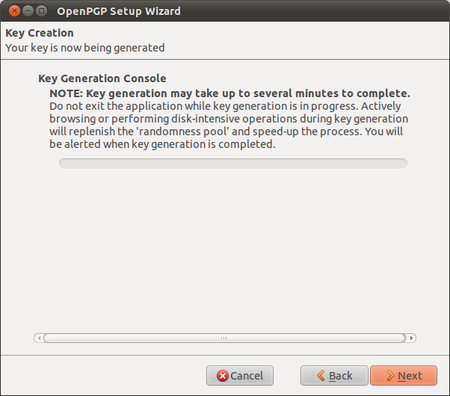 OpenPGP Setup Wizard
Key Creation
Your key is now being generated
Key Generation Console
NOTE: Key generation may take up to several minutes to complete.
Do not exit the application while key generation is in progress. Actively
browsing or performing disk-intensive operations during key generation
will replenish the 'randomness pool' and speed-up the process. You will
be alerted when key generation is completed.
Cancel
Back
Next